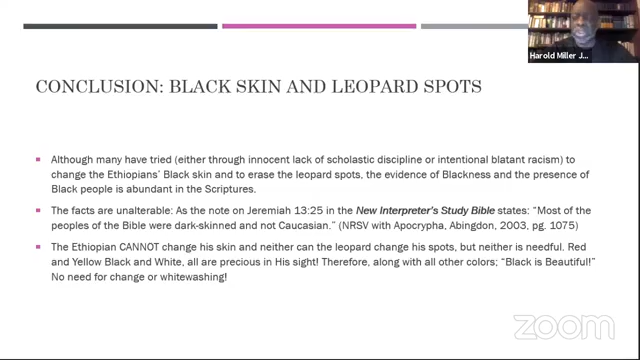 Harold Miller J...
CONCLUSION: BLACK SKIN AND LEOPARD SPOTS
Although many have tried (either through innocent lack of scholastic discipline or intentional blatant racism) to
change the Ethiopians' Black skin and to erase the leopard spots, the evidence of Blackness and the presence of
Black people is abundant in the Scriptures.
The facts are unalterable: As the note on Jeremiah 13:25 in the New Interpreter's Study Bible states: “Most of the
peoples of the Bible were dark-skinned and not Caucasian.” (NRSV with Apocrypha, Abingdon, 2003, pg. 1075)
The Ethiopian CANNOT change his skin and neither can the leopard change his spots, but neither is needful. Red
and Yellow Black and White, all are precious in His sight! Therefore, along with all other colors; “Black is Beautiful!”
No need for change or whitewashing!
zoom